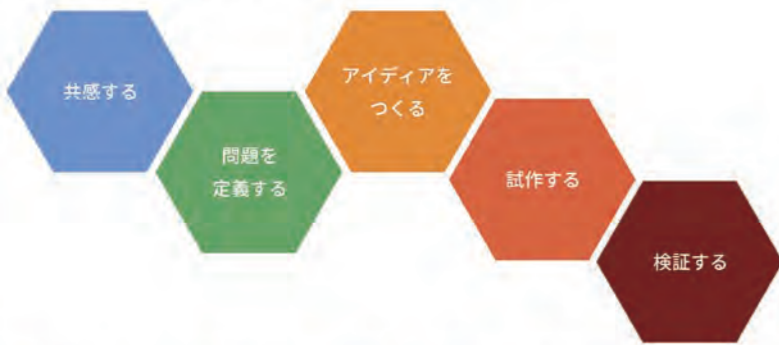 共感する
問題を
定義する
アイディアを
つくる
試作する
検証する